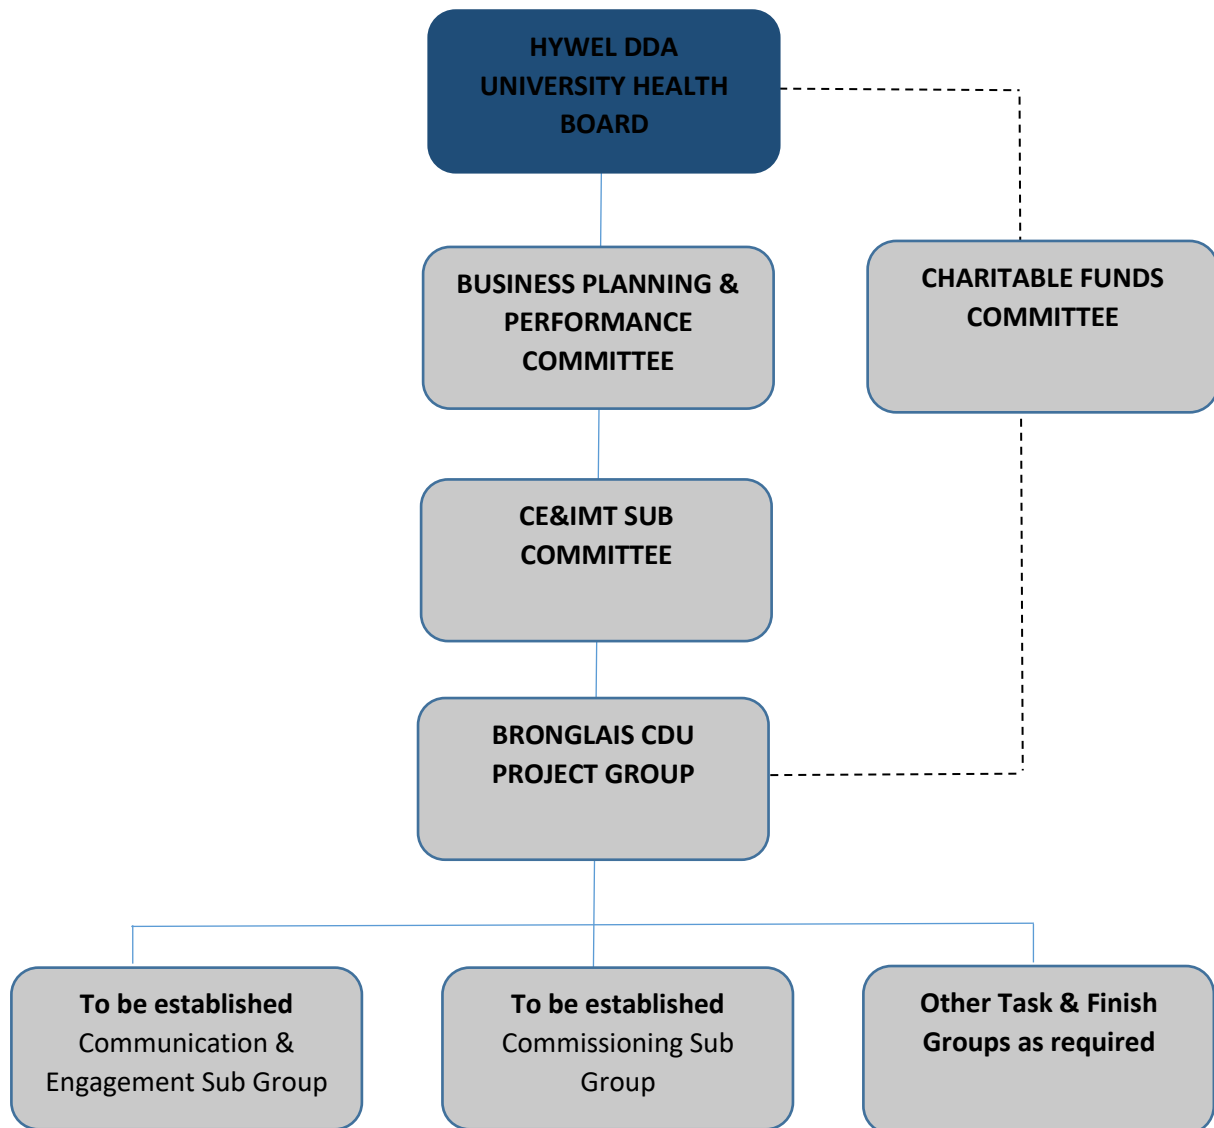 HYWEL DDA
UNIVERSITY HEALTH
BOARD
BUSINESS PLANNING &
PERFORMANCE
COMMITTEE
CHARITABLE FUNDS
COMMITTEE
CE&IMT SUB
COMMITTEE
BRONGLAIS CDU
PROJECT GROUP
To be established
Communication &
Engagement Sub Group
To be established
Commissioning Sub
Group
Other Task & Finish
Groups as required